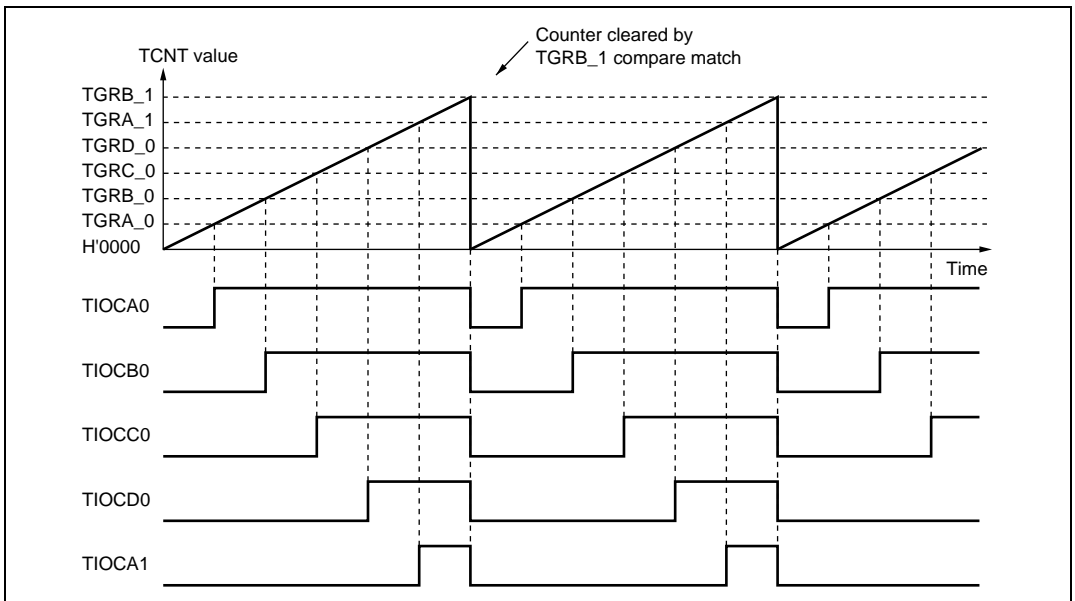 Counter cleared by
TGRB_1 compare match
TCNT value
TGRB_1
TGRA_1
TGRD_0
TGRC_0
TGRB_0
TGRA_0
H'0000
Time
TIOCA0
TIOCB0
TIOCC0
TIOCD0
TIOCA1